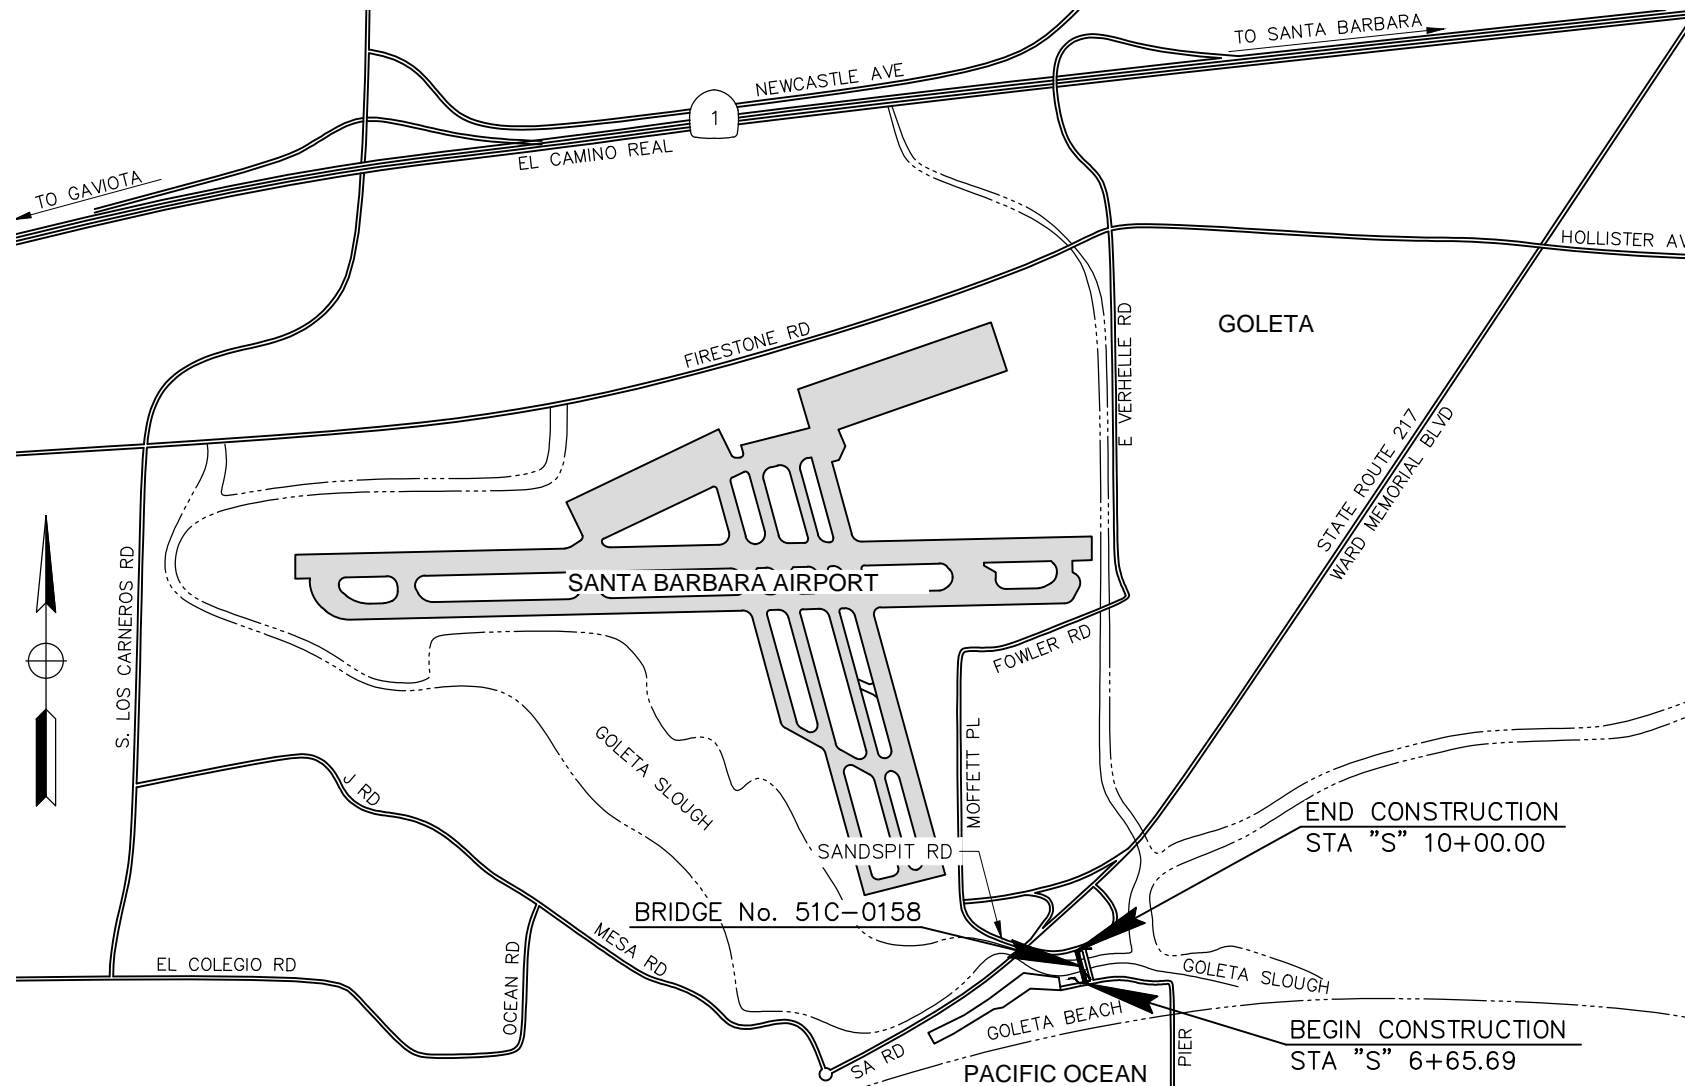 TO SANTA BARBARA
NEWCASTLE AVE
1
EL CAMINO REAL
TO GAVIOTA
HOLLISTER AV
GOLETA
FIRESTONE RD
E VERHELLE RD
STATE ROUTE 217
WARD MEMORIAL BLVD
SANTA BARBARA AIRPORT
S. LOS CARNEROS RD
FOWLER RD
MOFFETT PL
GOLETA SLOUGH
J RD
END CONSTRUCTION
STA "S" 10+00.00
SANDSPIT RD
BRIDGE No. 51C-0158
MESA RD
EL COLEGIO RD
OCEAN RD
GOLETA SLOUGH
GOLETA BEACH
BEGIN CONSTRUCTION
STA "S" 6+65.69
SA RD
PIER
PACIFIC OCEAN